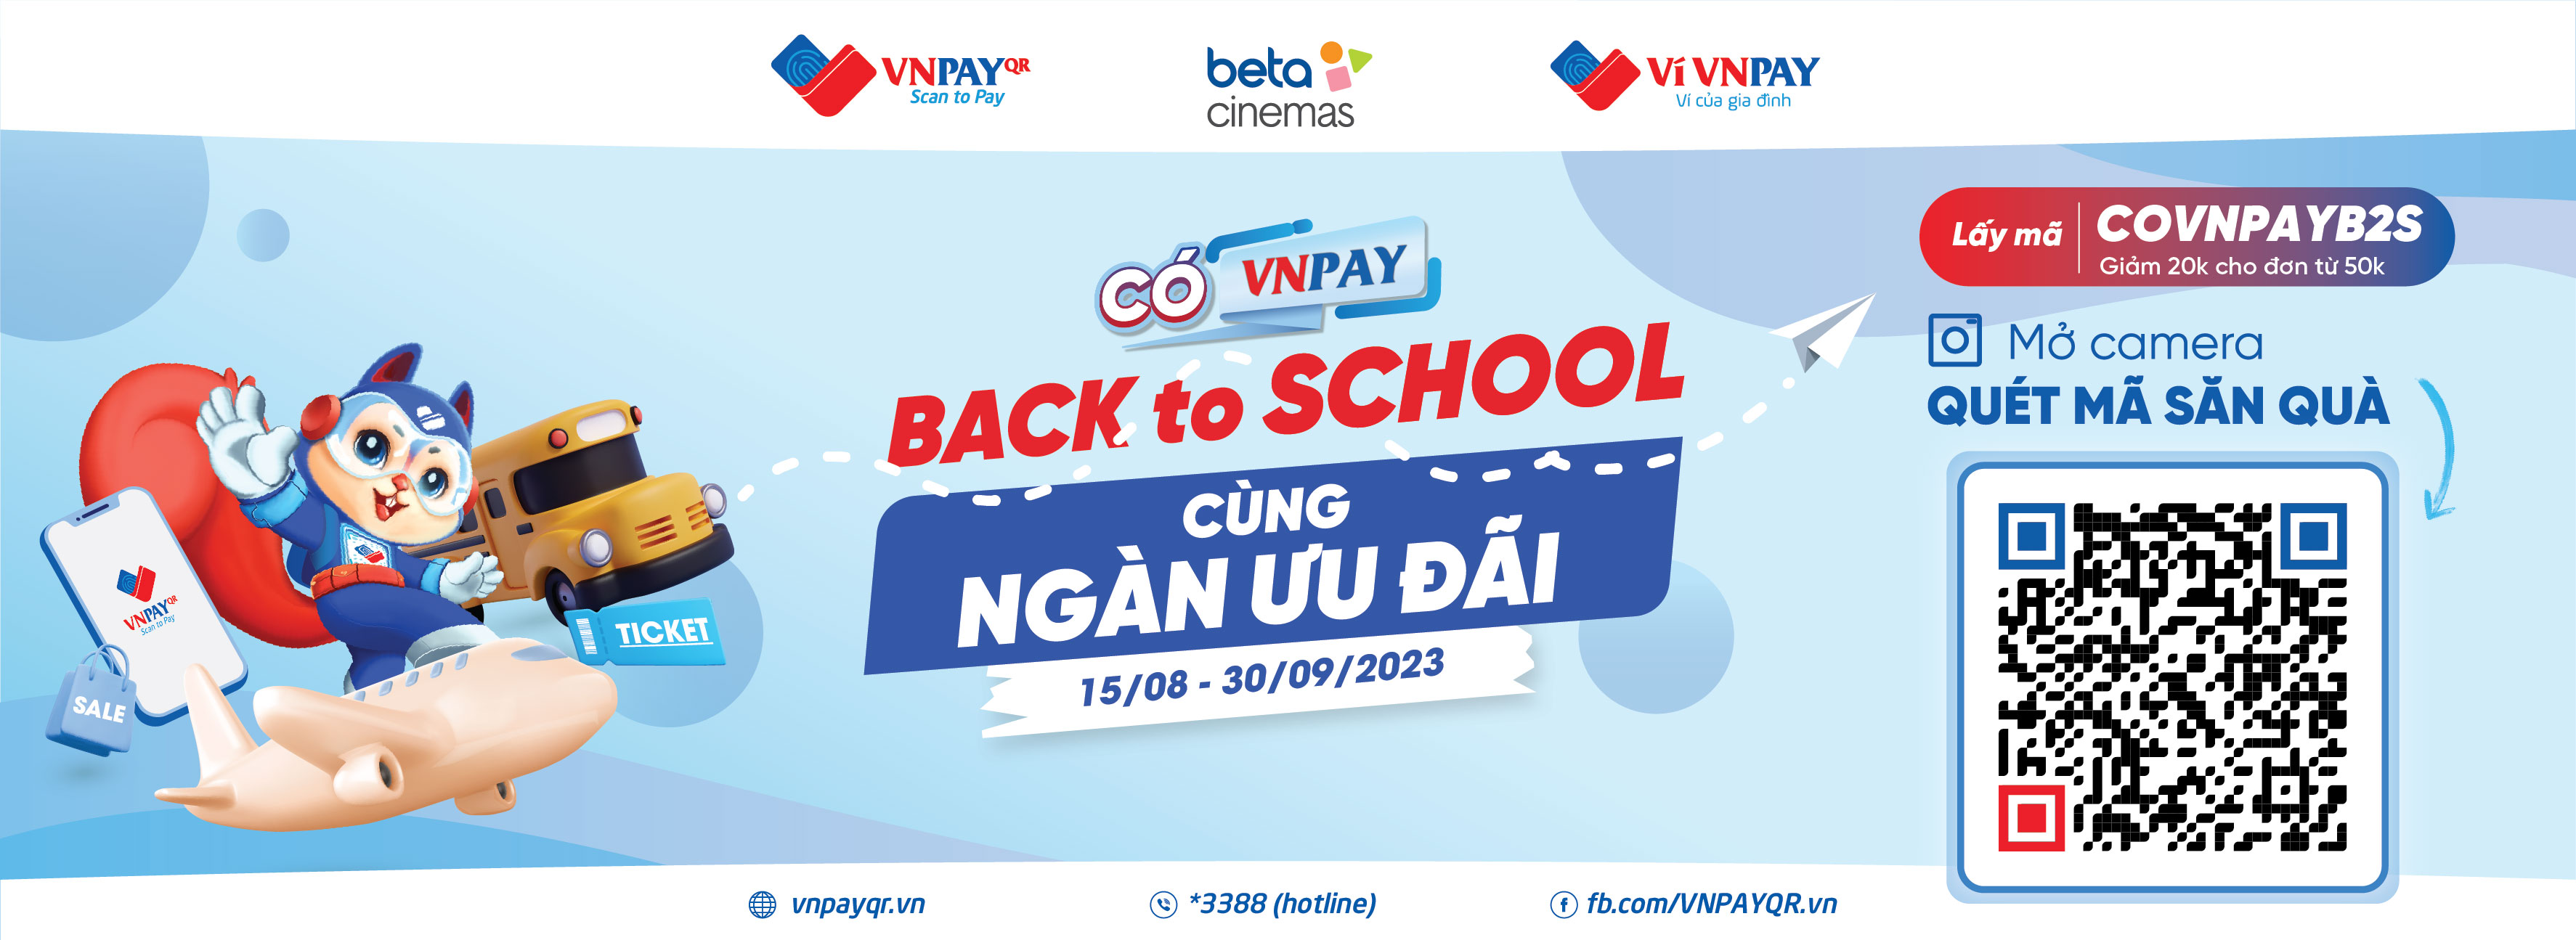 VNPAYQR
Scan to Pay
beta
cinemas
Ví VNPAY
Ví của gia đình
Lấy mã
COVNPAYB2S
Giảm 20k cho đơn từ 50k
CÓ VNPAY
BACK to SCHOOL
CÙNG
NGÀN ƯU ĐÃI
15/08 - 30/09/2023
Mở camera
QUÉT MÃ SĂN QUÀ
VNPAYQR
Scan to Pay
SALE
TICKET
vnpayqr.vn
*3388 (hotline)
fb.com/VNPAYQR.vn